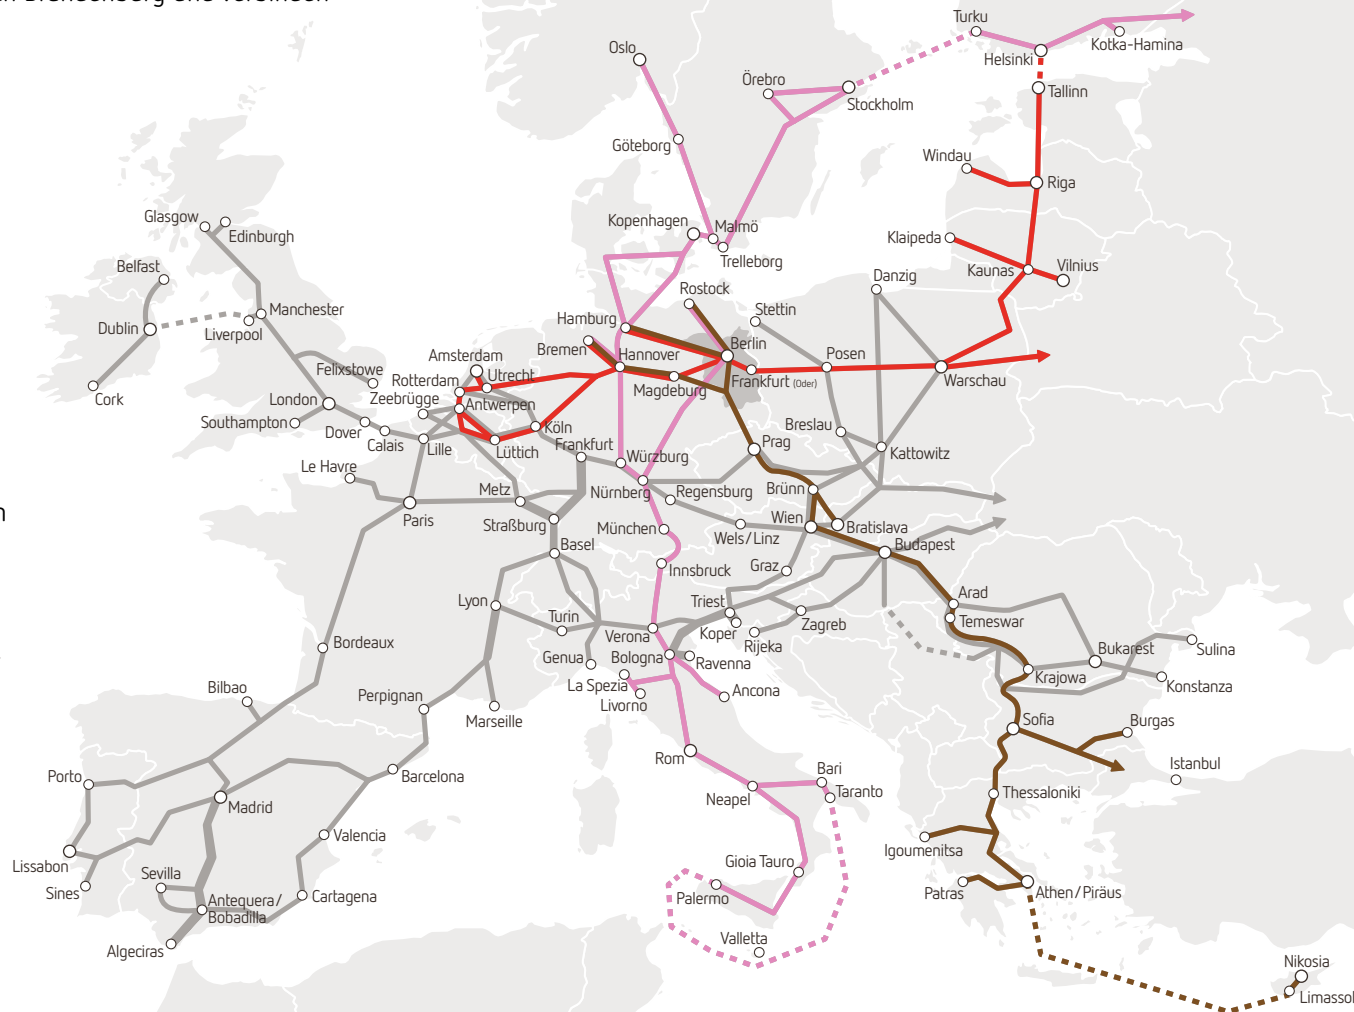 Turku
Kotka-Hamina
Oslo
Helsinki
Örebro
Tallinn
Stockholm
Göteborg
Windau
Riga
Glasgow
Kopenhagen
Malmö
Edinburgh
Klaipeda
Trelleborg
Belfast
Kaunas
Vilnius
Danzig
Rostock
Manchester
Stettin
Dublin
Liverpool
Hamburg
Bremen
Berlin
Amsterdam
Hannover
Posen
Felixstowe
Rotterdam
Utrecht
Frankfurt (Oder)
Warschau
Cork
Zeebrügge
Magdeburg
London
Antwerpen
Southampton
Breslau
Dover
Köln
Calais
Lille
Lüttich
Frankfurt
Prag
Kattowitz
Würzburg
Le Havre
Metz
Nürnberg
Regensburg
Brünn
Paris
Straßburg
München
Wien
Bratislava
Wels/Linz
Basel
Budapest
Graz
Innsbruck
Lyon
Triest
Arad
Turin
Temeswar
Verona
Koper
Zagreb
Bordeaux
Rijeka
Bukarest
Sulina
Genua
Bologna
Ravenna
Krajowa
Konstanza
Bilbao
La Spezia
Perpignan
Ancona
Livorno
Marseille
Sofia
Burgas
Rom
Istanbul
Porto
Barcelona
Bari
Neapel
Taranto
Thessaloniki
Madrid
Valencia
Igoumenitsa
Lissabon
Gioia Tauro
Sevilla
Sines
Palermo
Patras
Athen/Piräus
Antequera/
Bobadilla
Cartagena
Valletta
Algeciras
Nikosia
Limassol